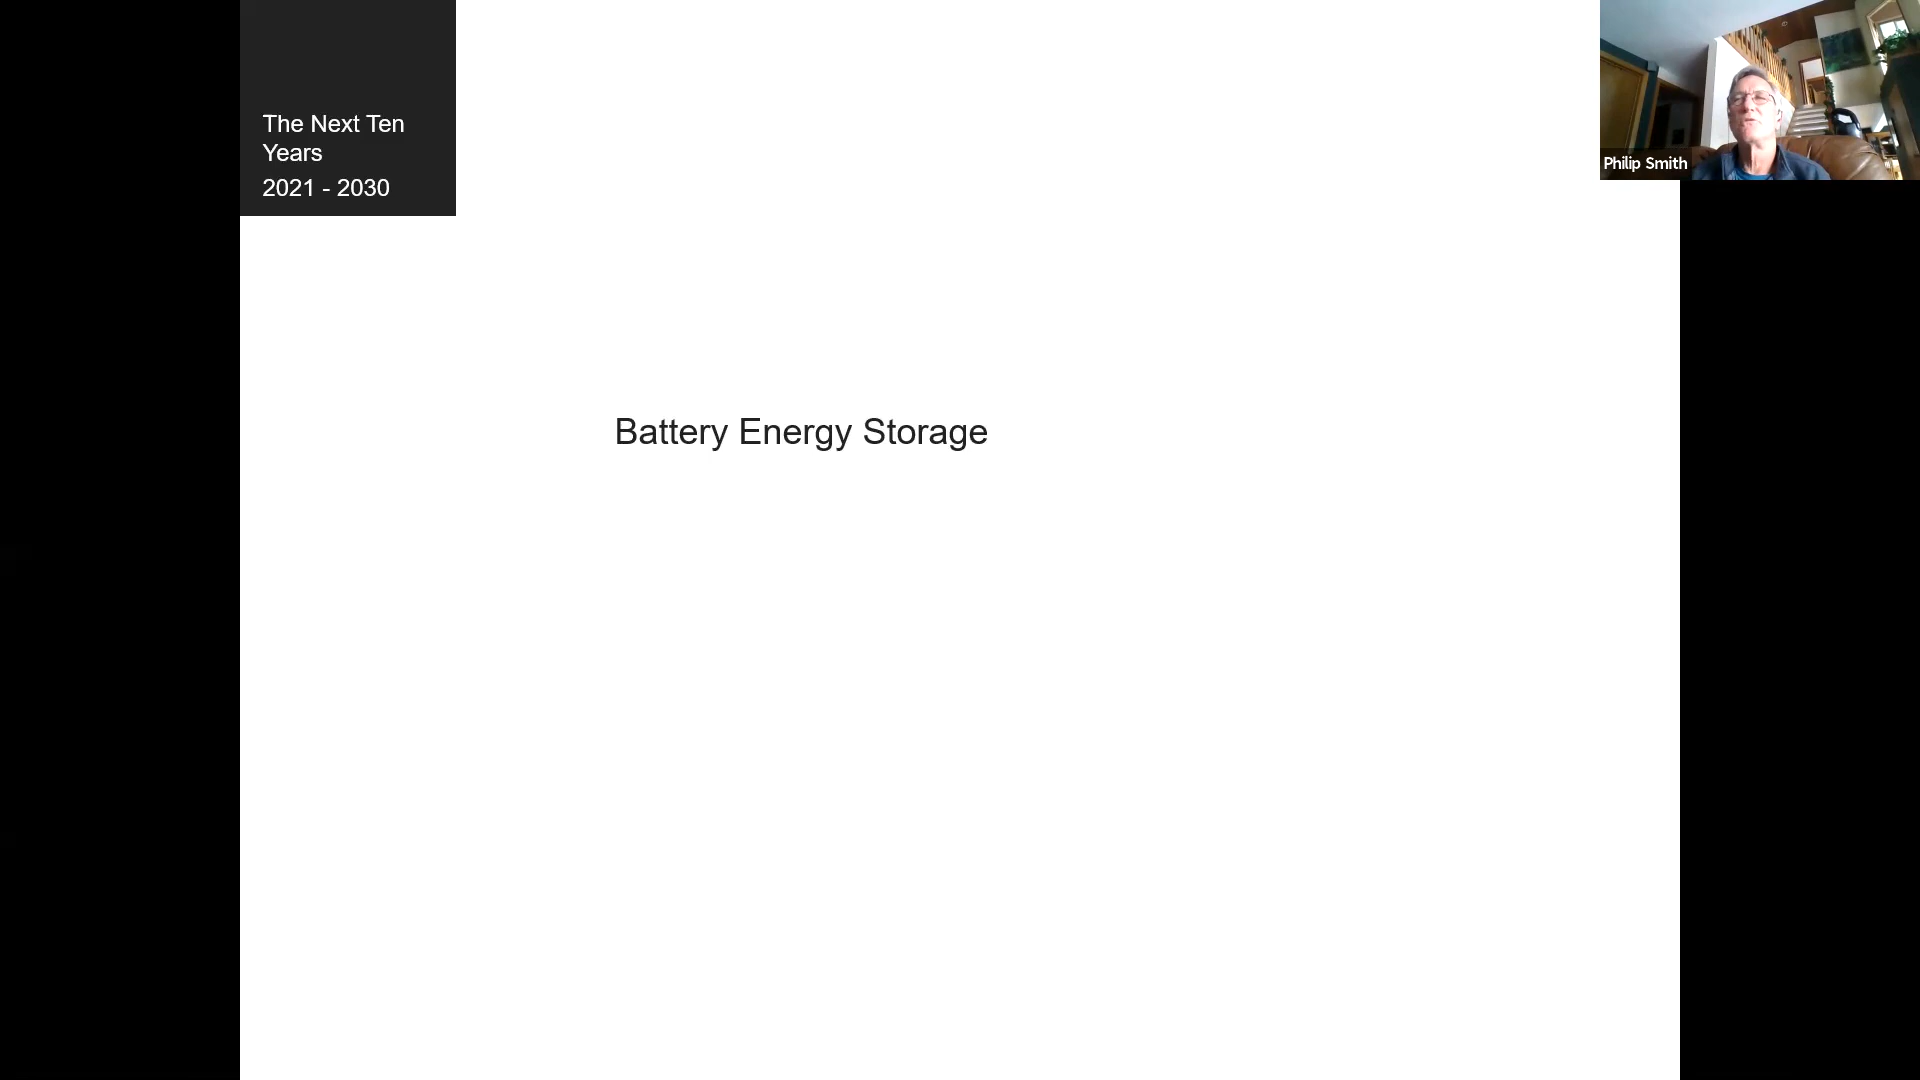 The Next Ten
Years
2021 - 2030
Philip Smith
Battery Energy Storage